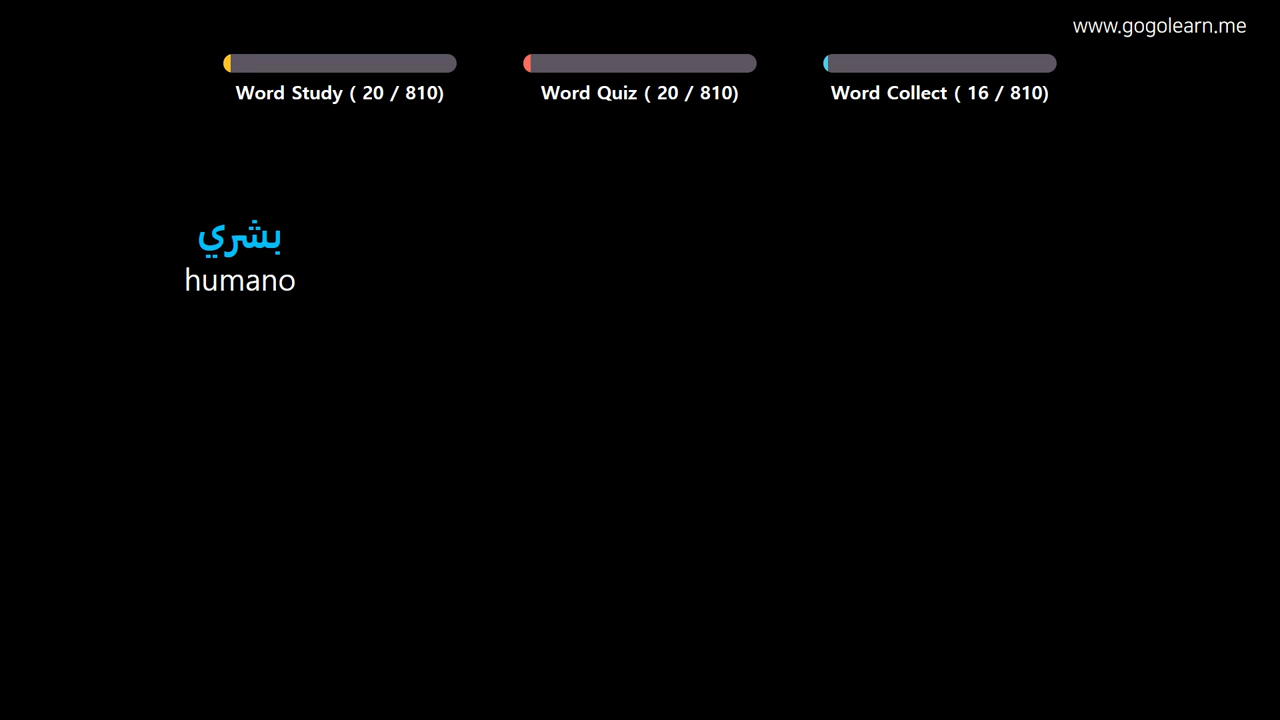 www.gogolearn.me
Word Study ( 20 / 810)
Word Quiz ( 20 / 810)
Word Collect ( 16 / 810)
بشري
humano